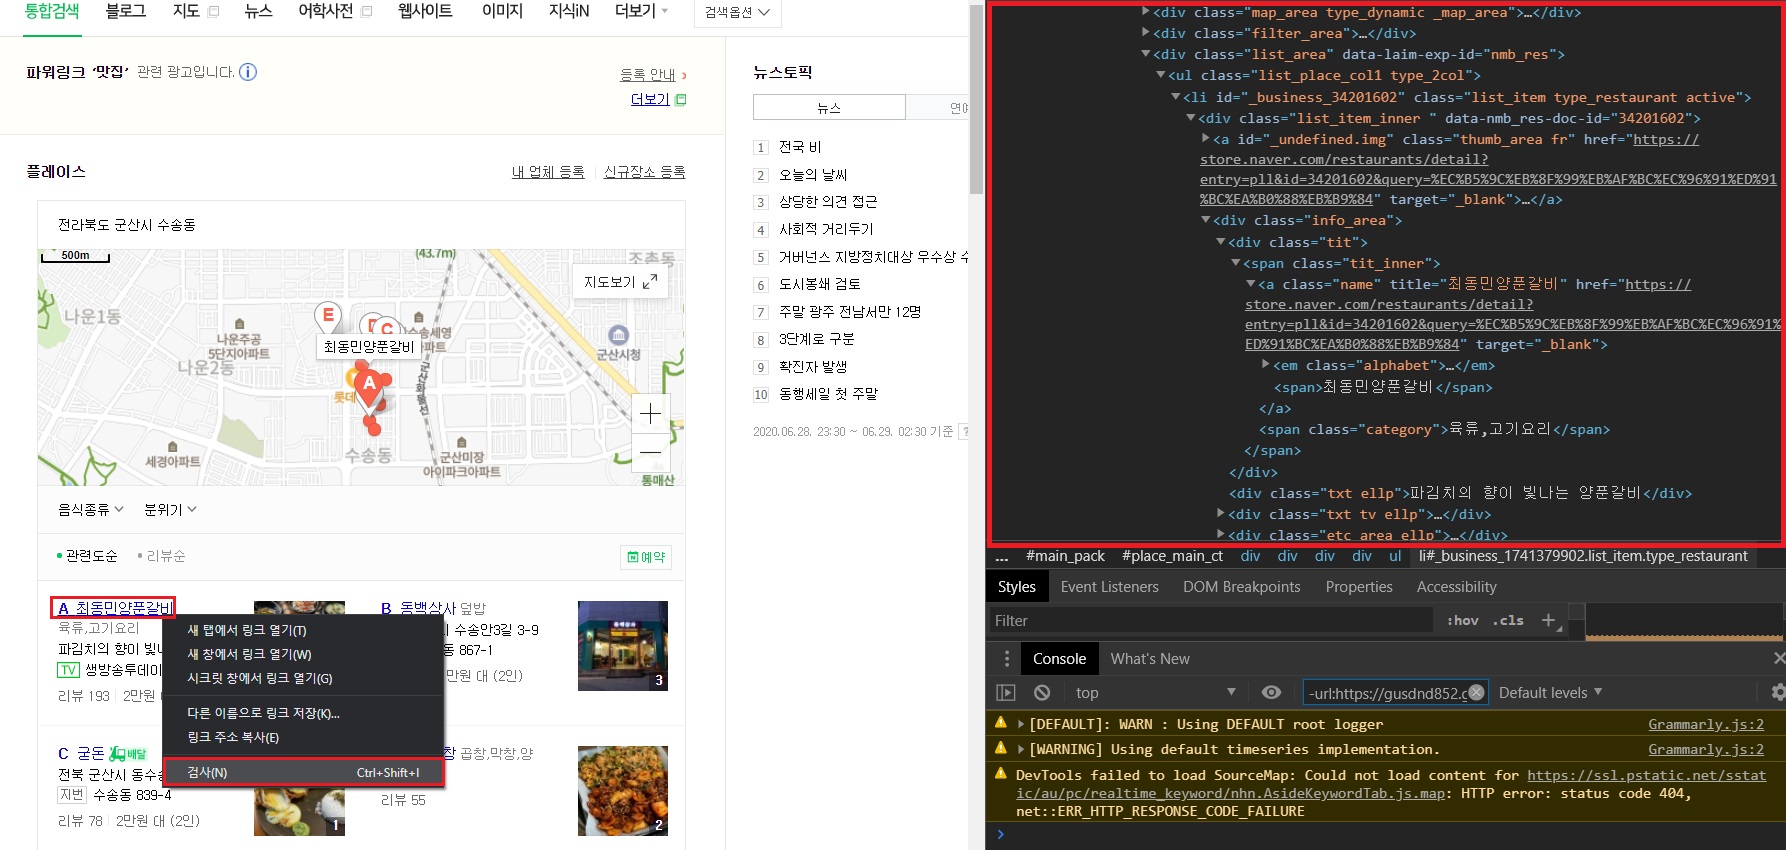 통합검색 블로그 지도 뉴스 어학사전 웹사이트 이미지 지식iN 더보기 검색옵션
파워링크 '맛집' 관련 광고입니다.
등록 안내
더보기
플레이스
내 업체 등록 신규장소 등록
전라북도 군산시 수송동
500m
(43.7m)
조촌동
지도보기
나운1동
나운주공
5단지아파트
나운2동
E
D
C
수송세영
아파트
군산시청
최동민양푼갈비
A
롯데
군산화물선
세경아파트
수송동
군산미장
아이파크아파트
통매산
음식종류 분위기
관련도순 리뷰순
예약
A 최동민양푼갈비
육류,고기요리
파김치의 향이 빛나
TV 생방송투데이
리뷰 193 2만원
B 동백상사 덮밥
수송안3길 3-9
동 867-1
만원 대 (2인)
3
새 탭에서 링크 열기(T)
새 창에서 링크 열기(W)
시크릿 창에서 링크 열기(G)
다른 이름으로 링크 저장(K)...
링크 주소 복사(E)
검사(N) Ctrl+Shift+I
C 굳돈 배달
전북 군산시 동수송
지번 수송동 839-4
리뷰 78 2만원 대 (2인)
1
창 곱창,막창,양
리뷰 55
2
뉴스토픽
뉴스 연예
1 전국 비
2 오늘의 날씨
3 상당한 의견 접근
4 사회적 거리두기
5 거버넌스 지방정치대상 우수상 수
6 도시봉쇄 검토
7 주말 광주 전남서만 12명
8 3단계로 구분
9 확진자 발생
10 동행세일 첫 주말
2020.06.28. 23:30 ~ 06.29. 02:30 기준 ?
<div class="map_area type_dynamic _map_area">…</div>
<div class="filter_area">…</div>
<div class="list_area" data-laim-exp-id="nmb_res">
<ul class="list_place_col1 type_2col">
<li id="_business_34201602" class="list_item type_restaurant active">
<div class="list_item_inner " data-nmb_res-doc-id="34201602">
<a id="_undefined.img" class="thumb_area fr" href="https://
store.naver.com/restaurants/detail?
entry=pll&id=34201602&query=%EC%B5%9C%EB%8F%99%EB%AF%BC%EC%96%91%ED%91
%BC%EA%B0%88%EB%B9%84" target="_blank">…</a>
<div class="info_area">
<div class="tit">
<span class="tit_inner">
<a class="name" title="최동민양푼갈비" href="https://
store.naver.com/restaurants/detail?
entry=pll&id=34201602&query=%EC%B5%9C%EB%8F%99%EB%AF%BC%EC%96%91%
ED%91%BC%EA%B0%88%EB%B9%84" target="_blank">
<em class="alphabet">…</em>
<span>최동민양푼갈비</span>
</a>
<span class="category">육류,고기요리</span>
</span>
</div>
<div class="txt ellp">파김치의 향이 빛나는 양푼갈비</div>
<div class="txt tv ellp">…</div>
<div class="etc_area ellp">…</div>
... #main_pack #place_main_ct div div div div ul li#_business_1741379902.list_item.type_restaurant
Styles Event Listeners DOM Breakpoints Properties Accessibility
Filter :hov .cls +
Console What's New
top -url:https://gusdnd852.g Default levels
[DEFAULT]: WARN : Using DEFAULT root logger Grammarly.js:2
[WARNING] Using default timeseries implementation. Grammarly.js:2
DevTools failed to load SourceMap: Could not load content for https://ssl.pstatic.net/sstat
ic/au/pc/realtime_keyword/nhn.AsideKeywordTab.js.map: HTTP error: status code 404,
net::ERR_HTTP_RESPONSE_CODE_FAILURE